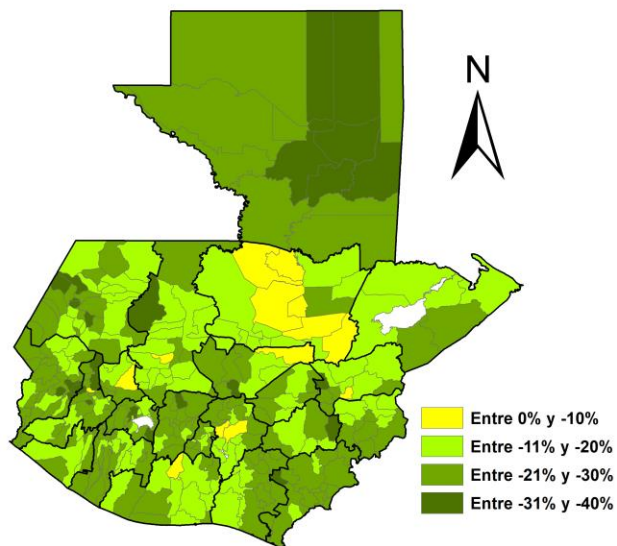 N
Entre 0% y -10%
Entre -11% y -20%
Entre -21% y -30%
Entre -31% y -40%